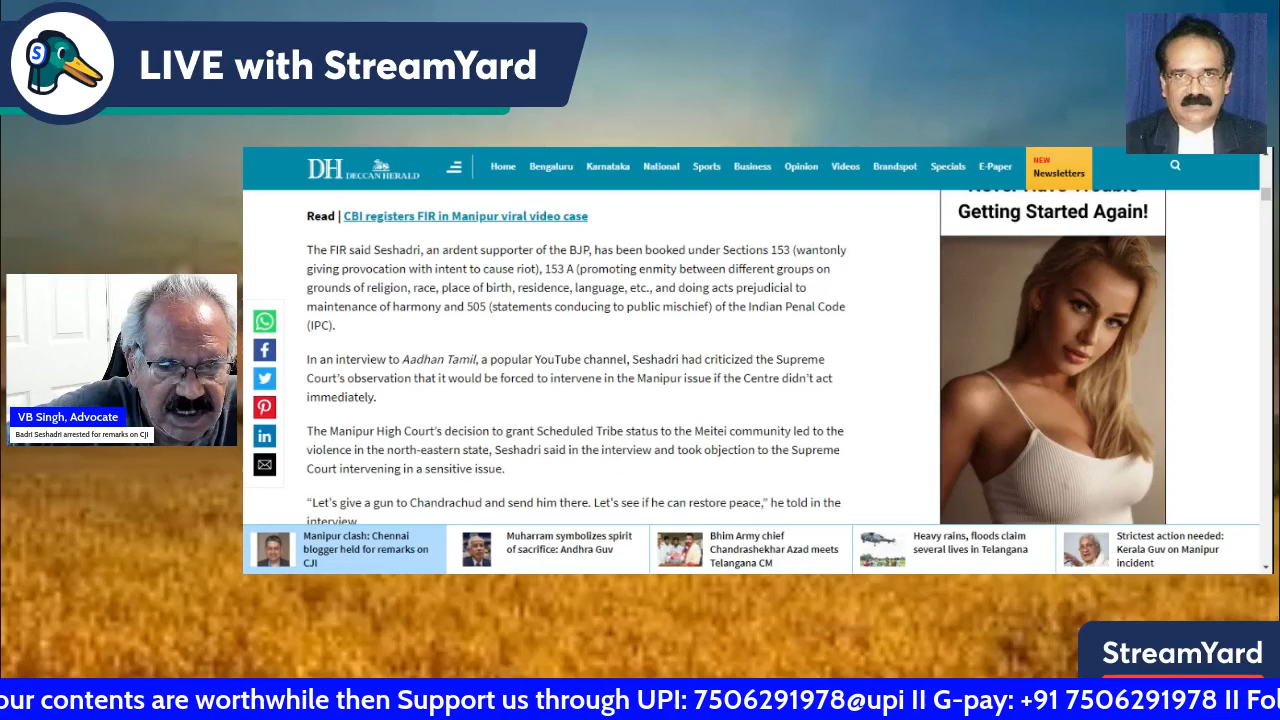 S
LIVE with StreamYard
DH DECCAN HERALD
Home Bengaluru Karnataka National Sports Business Opinion Videos Brandspot Specials E-Paper
NEW
Newsletters
Getting Started Again!
Read | CBI registers FIR in Manipur viral video case
The FIR said Seshadri, an ardent supporter of the BJP, has been booked under Sections 153 (wantonly
giving provocation with intent to cause riot), 153 A (promoting enmity between different groups on
grounds of religion, race, place of birth, residence, language, etc., and doing acts prejudicial to
maintenance of harmony and 505 (statements conducing to public mischief) of the Indian Penal Code
(IPC).
In an interview to Aadhan Tamil, a popular YouTube channel, Seshadri had criticized the Supreme
Court's observation that it would be forced to intervene in the Manipur issue if the Centre didn't act
immediately.
The Manipur High Court's decision to grant Scheduled Tribe status to the Meitei community led to the
violence in the north-eastern state, Seshadri said in the interview and took objection to the Supreme
Court intervening in a sensitive issue.
“Let's give a gun to Chandrachud and send him there. Let's see if he can restore peace,” he told in the
interview
VB Singh, Advocate
Badri Seshadri arrested for remarks on CJI
Manipur clash: Chennai
blogger held for remarks on
CJI
Muharram symbolizes spirit
of sacrifice: Andhra Guv
Bhim Army chief
Chandrashekhar Azad meets
Telangana CM
Heavy rains, floods claim
several lives in Telangana
Strictest action needed:
Kerala Guv on Manipur
incident
StreamYard
our contents are worthwhile then Support us through UPI: 7506291978@upi II G-pay: +91 7506291978 II Fol